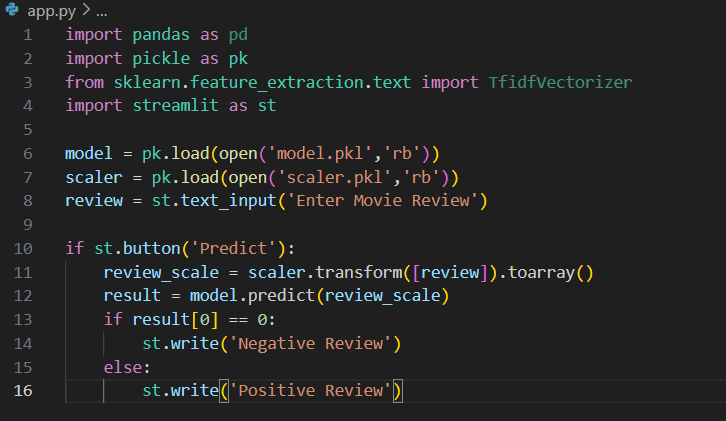 app.py > ...
1 import pandas as pd
2 import pickle as pk
3 from sklearn.feature_extraction.text import TfidfVectorizer
4 import streamlit as st
5
6 model = pk.load(open('model.pkl','rb'))
7 scaler = pk.load(open('scaler.pkl','rb'))
8 review = st.text_input('Enter Movie Review')
9
10 if st.button('Predict'):
11     review_scale = scaler.transform([review]).toarray()
12     result = model.predict(review_scale)
13     if result[0] == 0:
14         st.write('Negative Review')
15     else:
16         st.write('Positive Review')